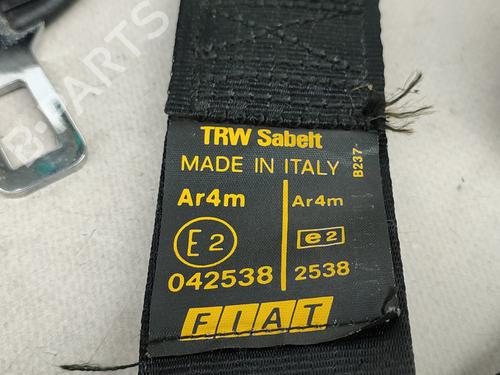 B-PARTS
TRW Sabelt
MADE IN ITALY
B237
Ar4m Ar4m
E2 e2
042538 2538
FIAT